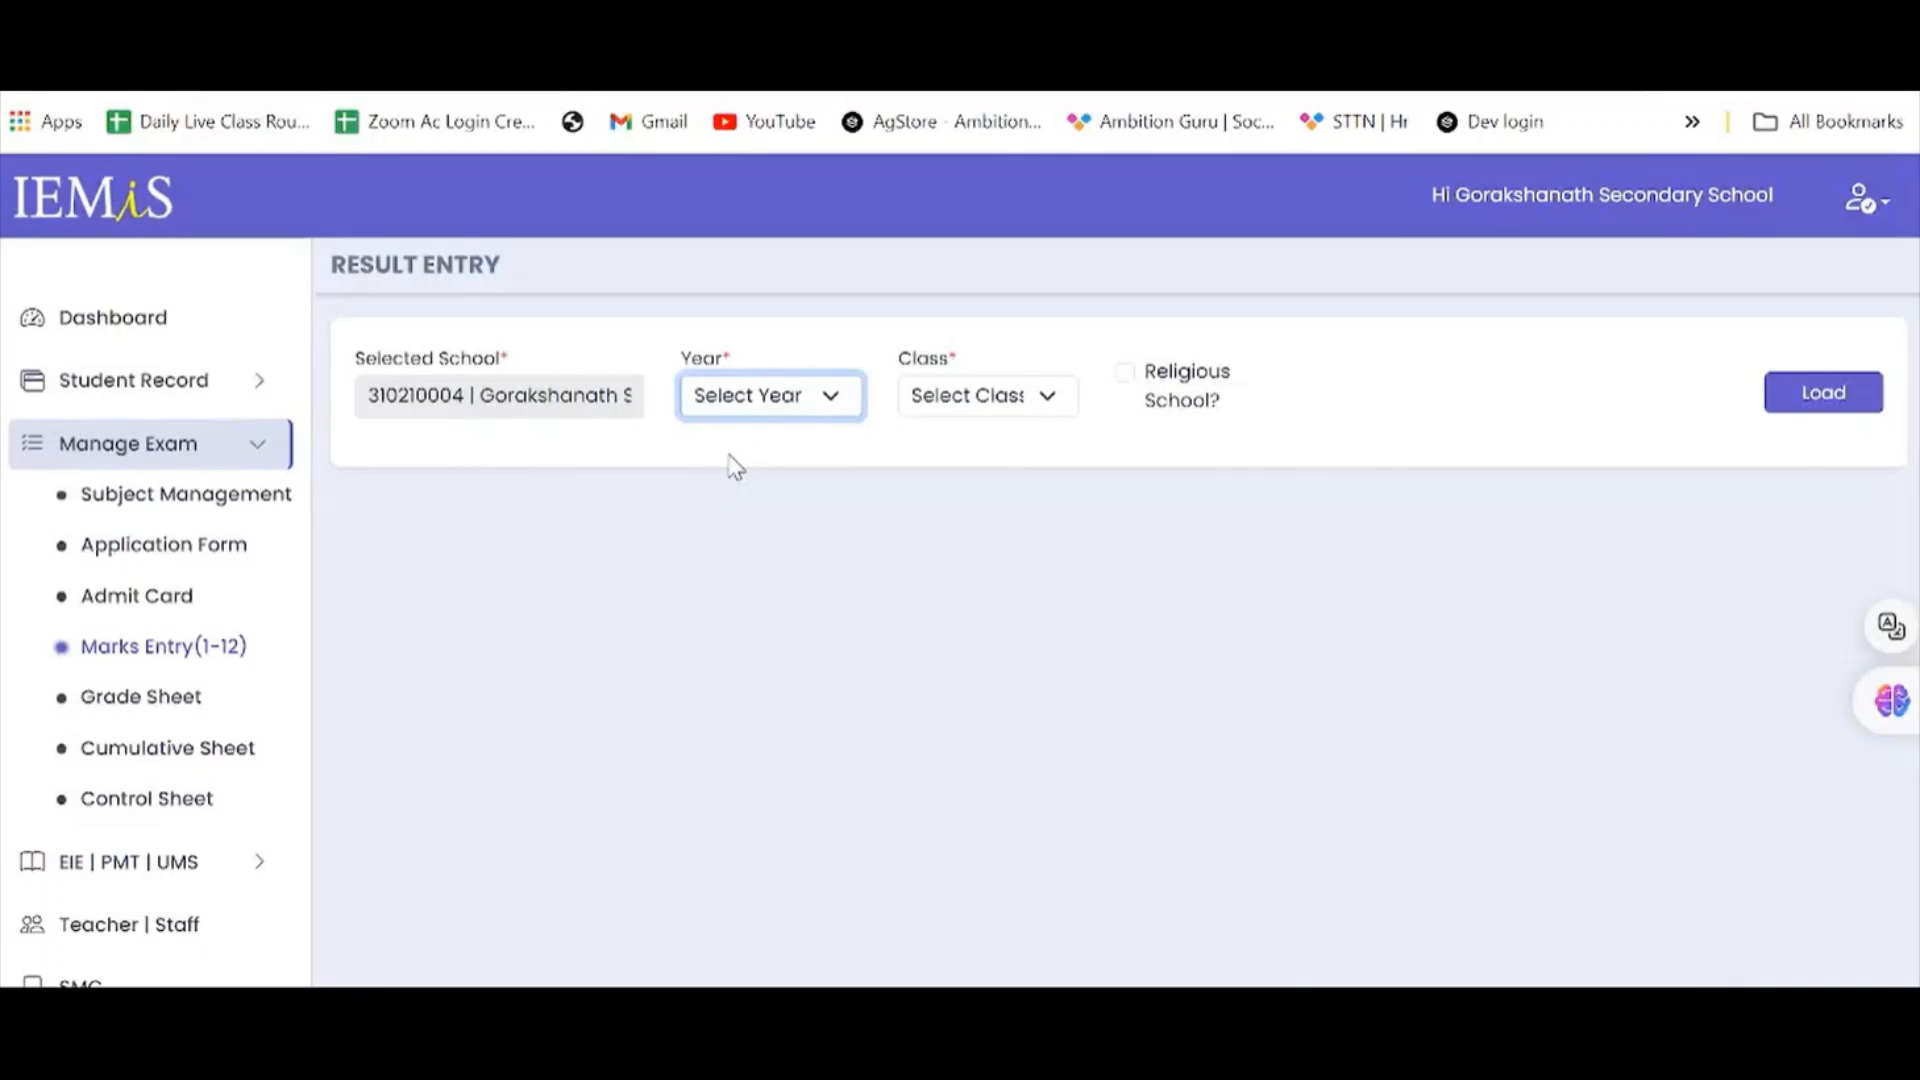 Apps Daily Live Class Rou... Zoom Ac Login Cre... Gmail YouTube AgStore - Ambition... Ambition Guru | Soc... STTN | Hr Dev login » All Bookmarks
IEMiS Hi Gorakshanath Secondary School
RESULT ENTRY
Dashboard
Student Record
Manage Exam
Subject Management
Application Form
Admit Card
Marks Entry(1-12)
Grade Sheet
Cumulative Sheet
Control Sheet
EIE | PMT | UMS
Teacher | Staff
SMC
Selected School* Year* Class*
310210004 | Gorakshanath S Select Year Select Class
Religious
School?
Load